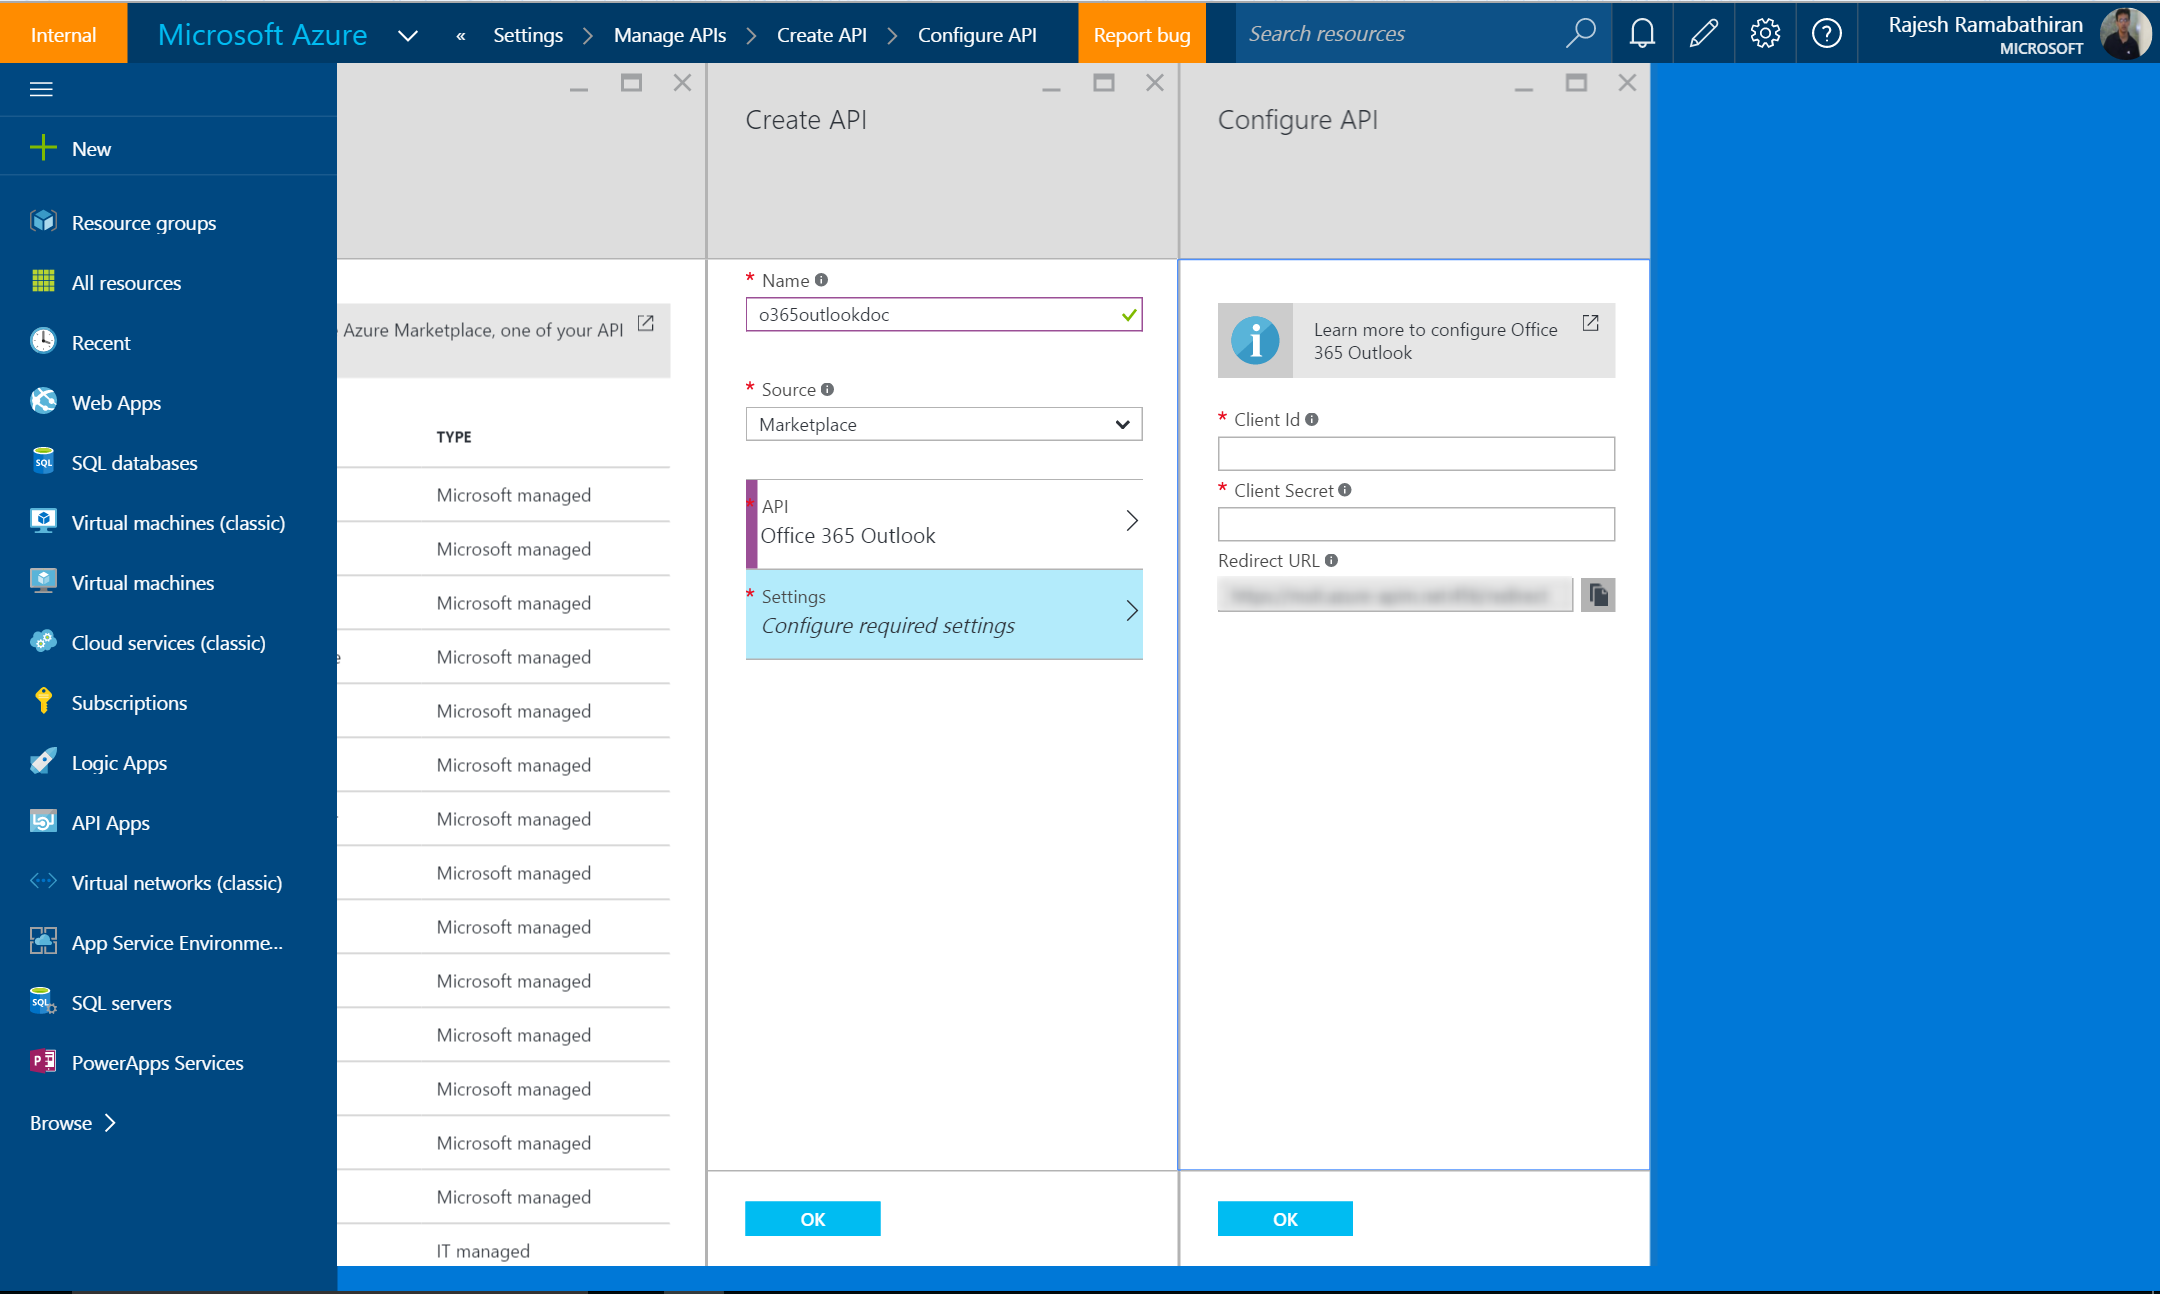 Internal
Microsoft Azure
« Settings > Manage APIs > Create API > Configure API
Report bug
Search resources
Rajesh Ramabathiran
MICROSOFT
New
Resource groups
All resources
Recent
Web Apps
SQL databases
Virtual machines (classic)
Virtual machines
Cloud services (classic)
Subscriptions
Logic Apps
API Apps
Virtual networks (classic)
App Service Environme...
SQL servers
PowerApps Services
Browse >
Azure Marketplace, one of your API
TYPE
Microsoft managed
Microsoft managed
Microsoft managed
Microsoft managed
Microsoft managed
Microsoft managed
Microsoft managed
Microsoft managed
Microsoft managed
Microsoft managed
Microsoft managed
Microsoft managed
Microsoft managed
Microsoft managed
IT managed
Create API
* Name
o365outlookdoc
* Source
Marketplace
* API
Office 365 Outlook
* Settings
Configure required settings
OK
Configure API
Learn more to configure Office
365 Outlook
* Client Id
* Client Secret
Redirect URL
OK